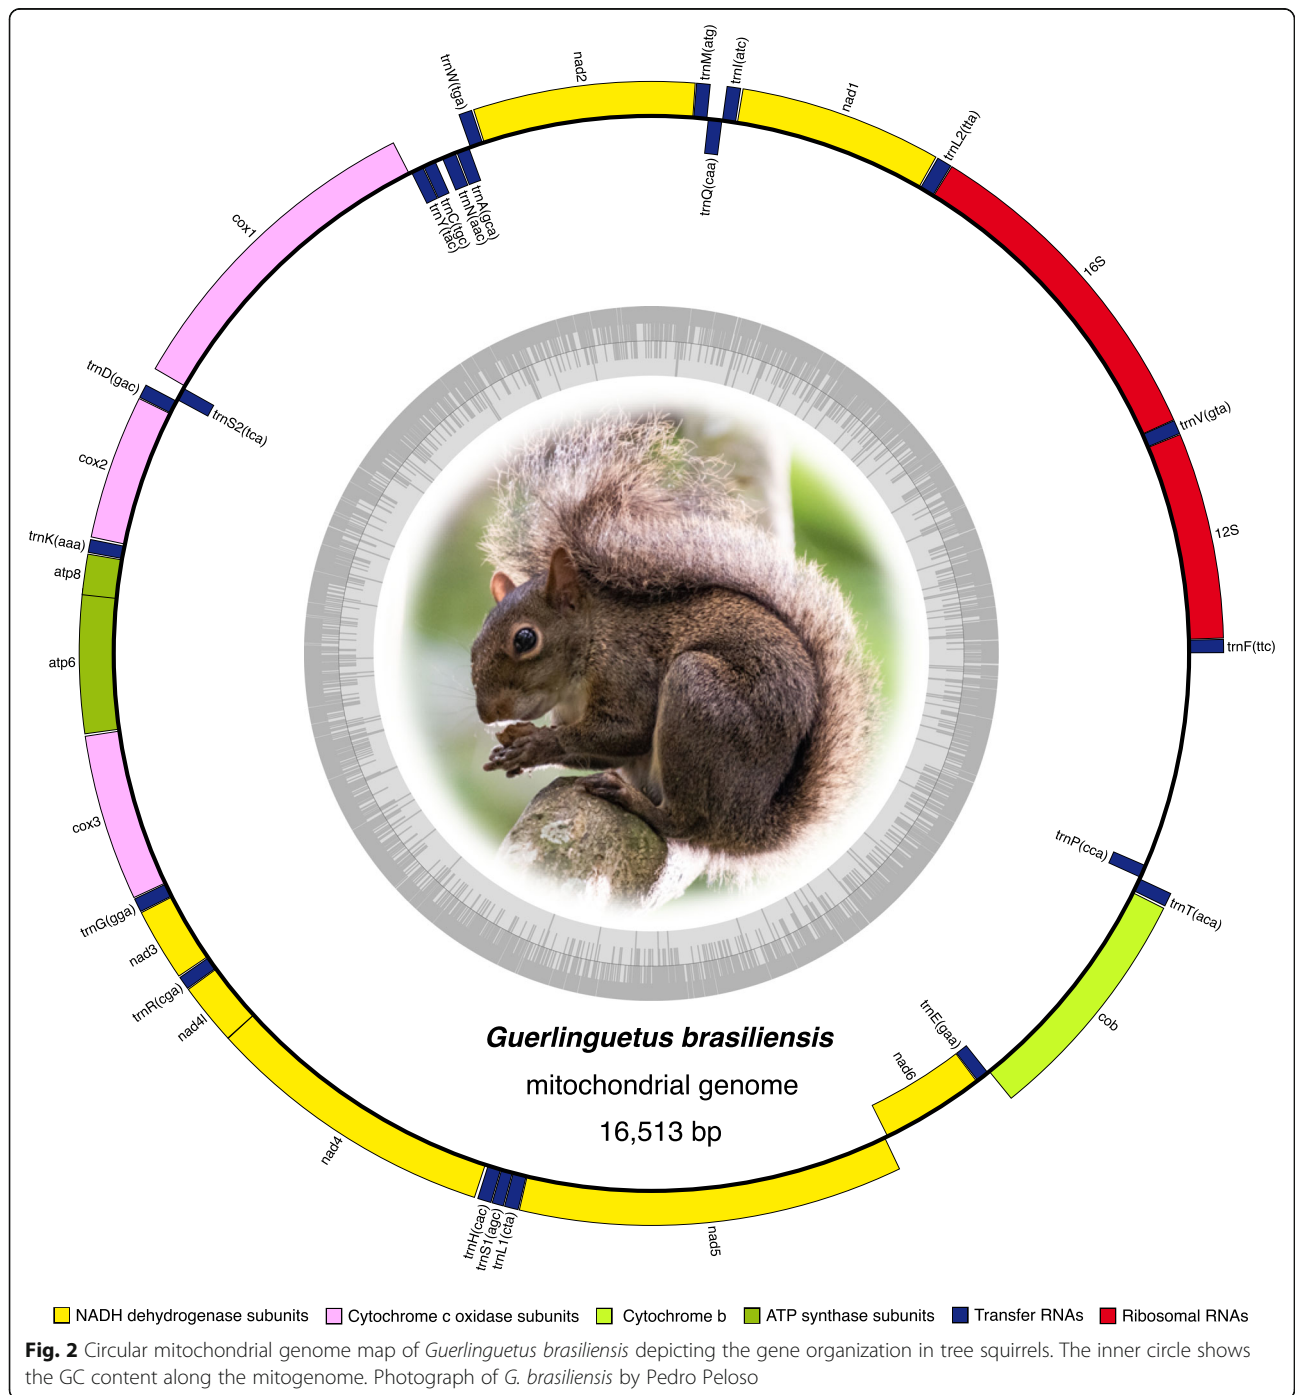 trnW(tga)
nad2
trnM(atg)
trnI(atc)
nad1
trnL2(tta)
trnQ(caa)
trnA(gca)
trnN(aac)
trnC(tgc)
trnY(tac)
cox1
16S
trnD(gac)
trnS2(tca)
trnV(gta)
cox2
12S
trnK(aaa)
atp8
trnF(ttc)
atp6
cox3
trnP(cca)
trnT(aca)
trnG(gga)
nad3
trnR(cga)
nad4l
trnE(gaa)
cob
nad6
Guerlinguetus brasiliensis
mitochondrial genome
16,513 bp
nad4
trnH(cac)
trnS1(agc)
trnL1(cta)
nad5
NADH dehydrogenase subunits Cytochrome c oxidase subunits Cytochrome b ATP synthase subunits Transfer RNAs Ribosomal RNAs
Fig. 2 Circular mitochondrial genome map of Guerlinguetus brasiliensis depicting the gene organization in tree squirrels. The inner circle shows
the GC content along the mitogenome. Photograph of G. brasiliensis by Pedro Peloso